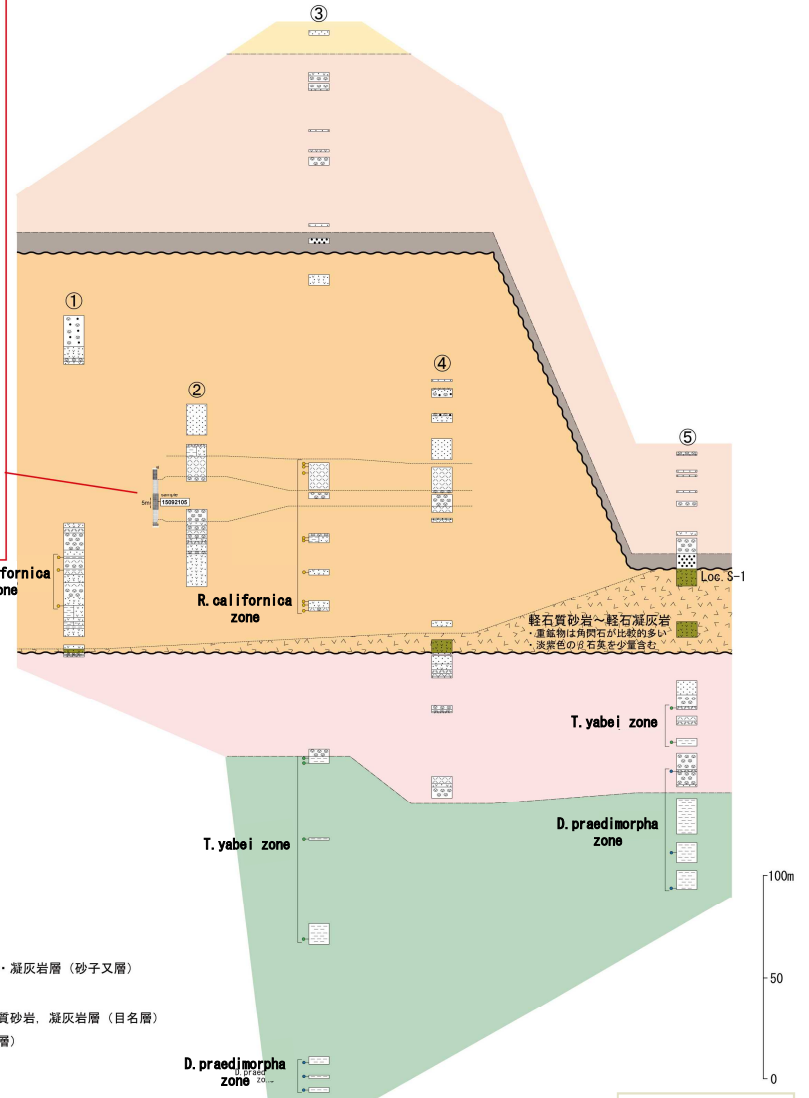 ③
①
②
④
⑤
sample
5m
15092105
fornica
one
R.californica
zone
Loc. S-1
軽石質砂岩～軽石凝灰岩
・重鉱物は角閃石が比較的多い
・淡紫色のβ石英を少量含む
T.yabei zone
T.yabei zone
D.praedimorpha
zone
100m
50
0
・凝灰岩層（砂子又層）
質砂岩，凝灰岩層（目名層）
層）
D.praedimorpha
zone
D.praed
zo…